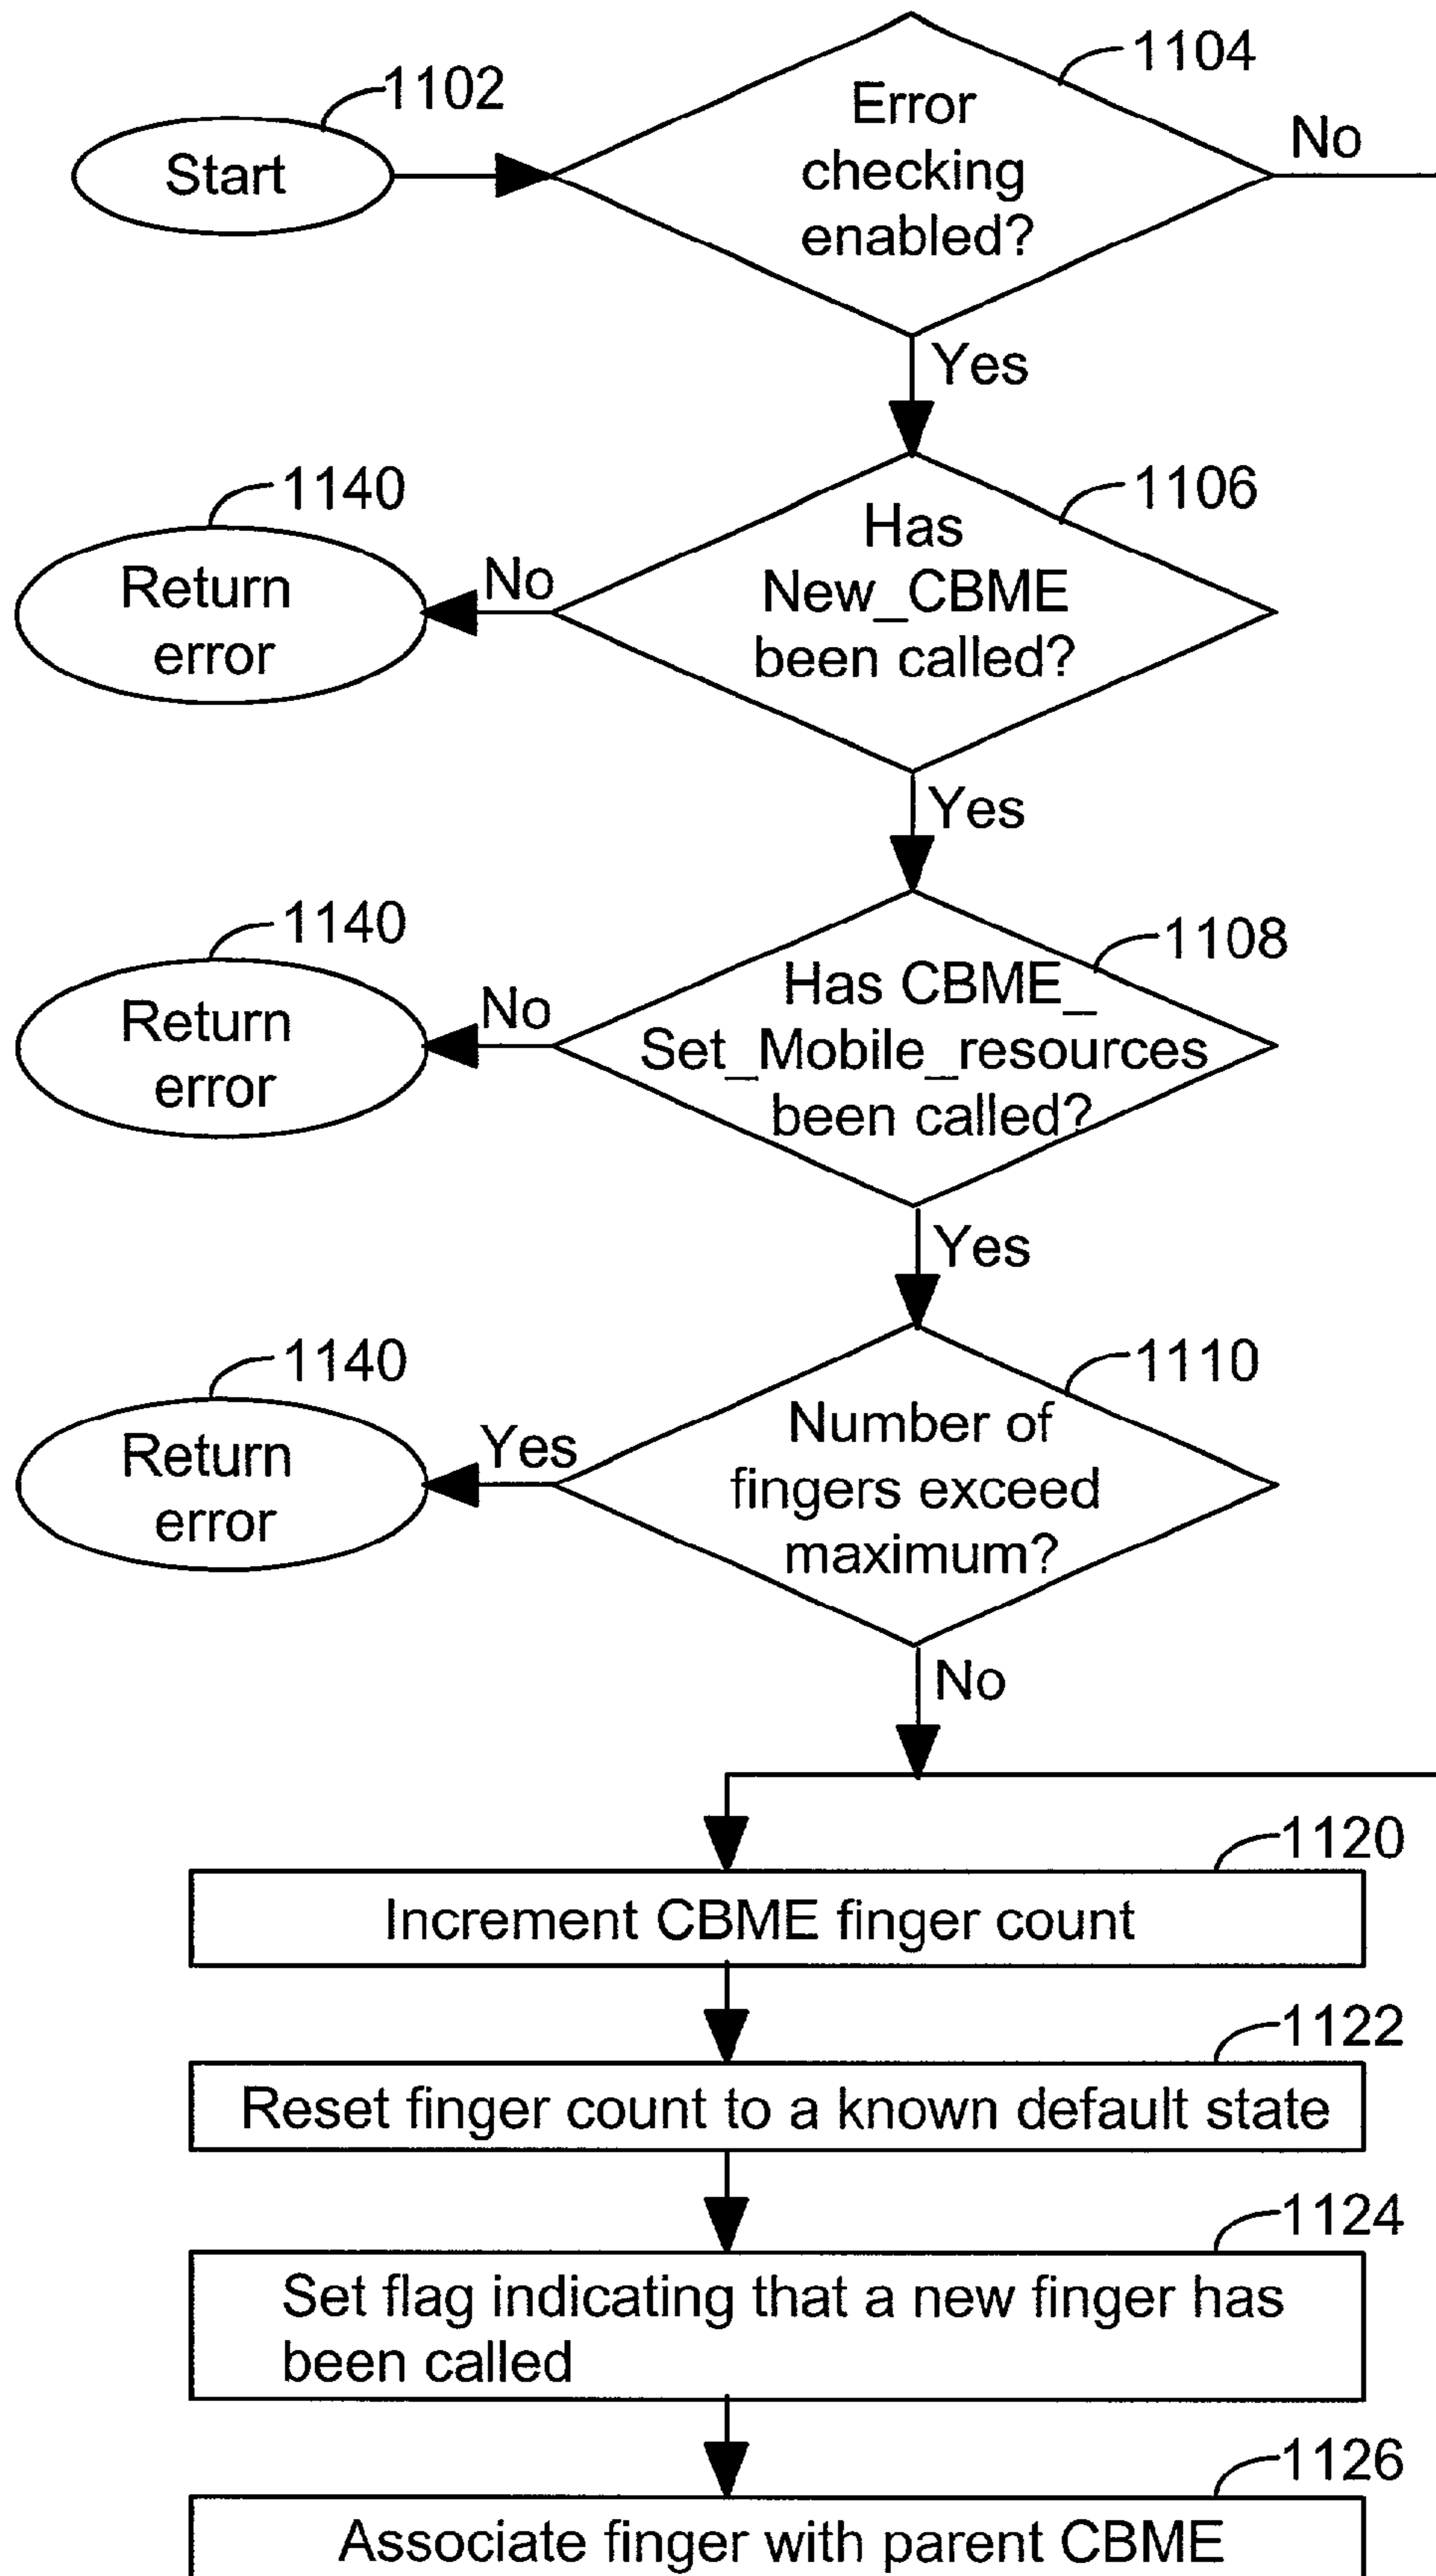 1102
Start
1104
Error
checking
enabled?
No
Yes
1140
Return
error
No
1106
Has
New_CBME
been called?
Yes
1140
Return
error
No
1108
Has CBME_
Set_Mobile_resources
been called?
Yes
1140
Return
error
Yes
1110
Number of
fingers exceed
maximum?
No
1120
Increment CBME finger count
1122
Reset finger count to a known default state
1124
Set flag indicating that a new finger has
been called
1126
Associate finger with parent CBME